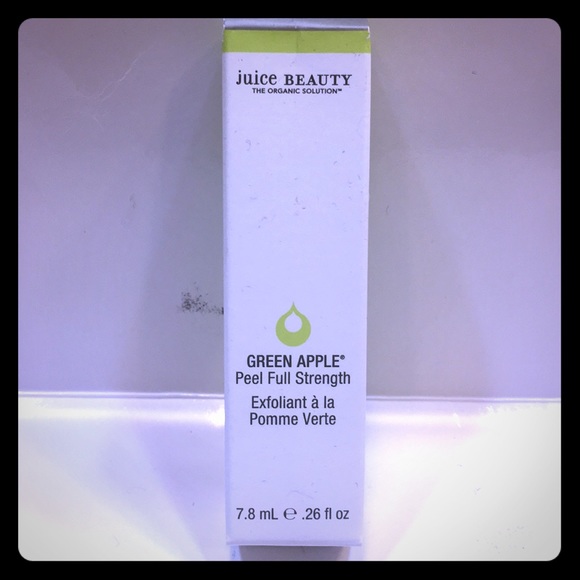 juice BEAUTY
THE ORGANIC SOLUTION™
GREEN APPLE®
Peel Full Strength
Exfoliant à la
Pomme Verte
7.8 mL ℮ .26 fl oz